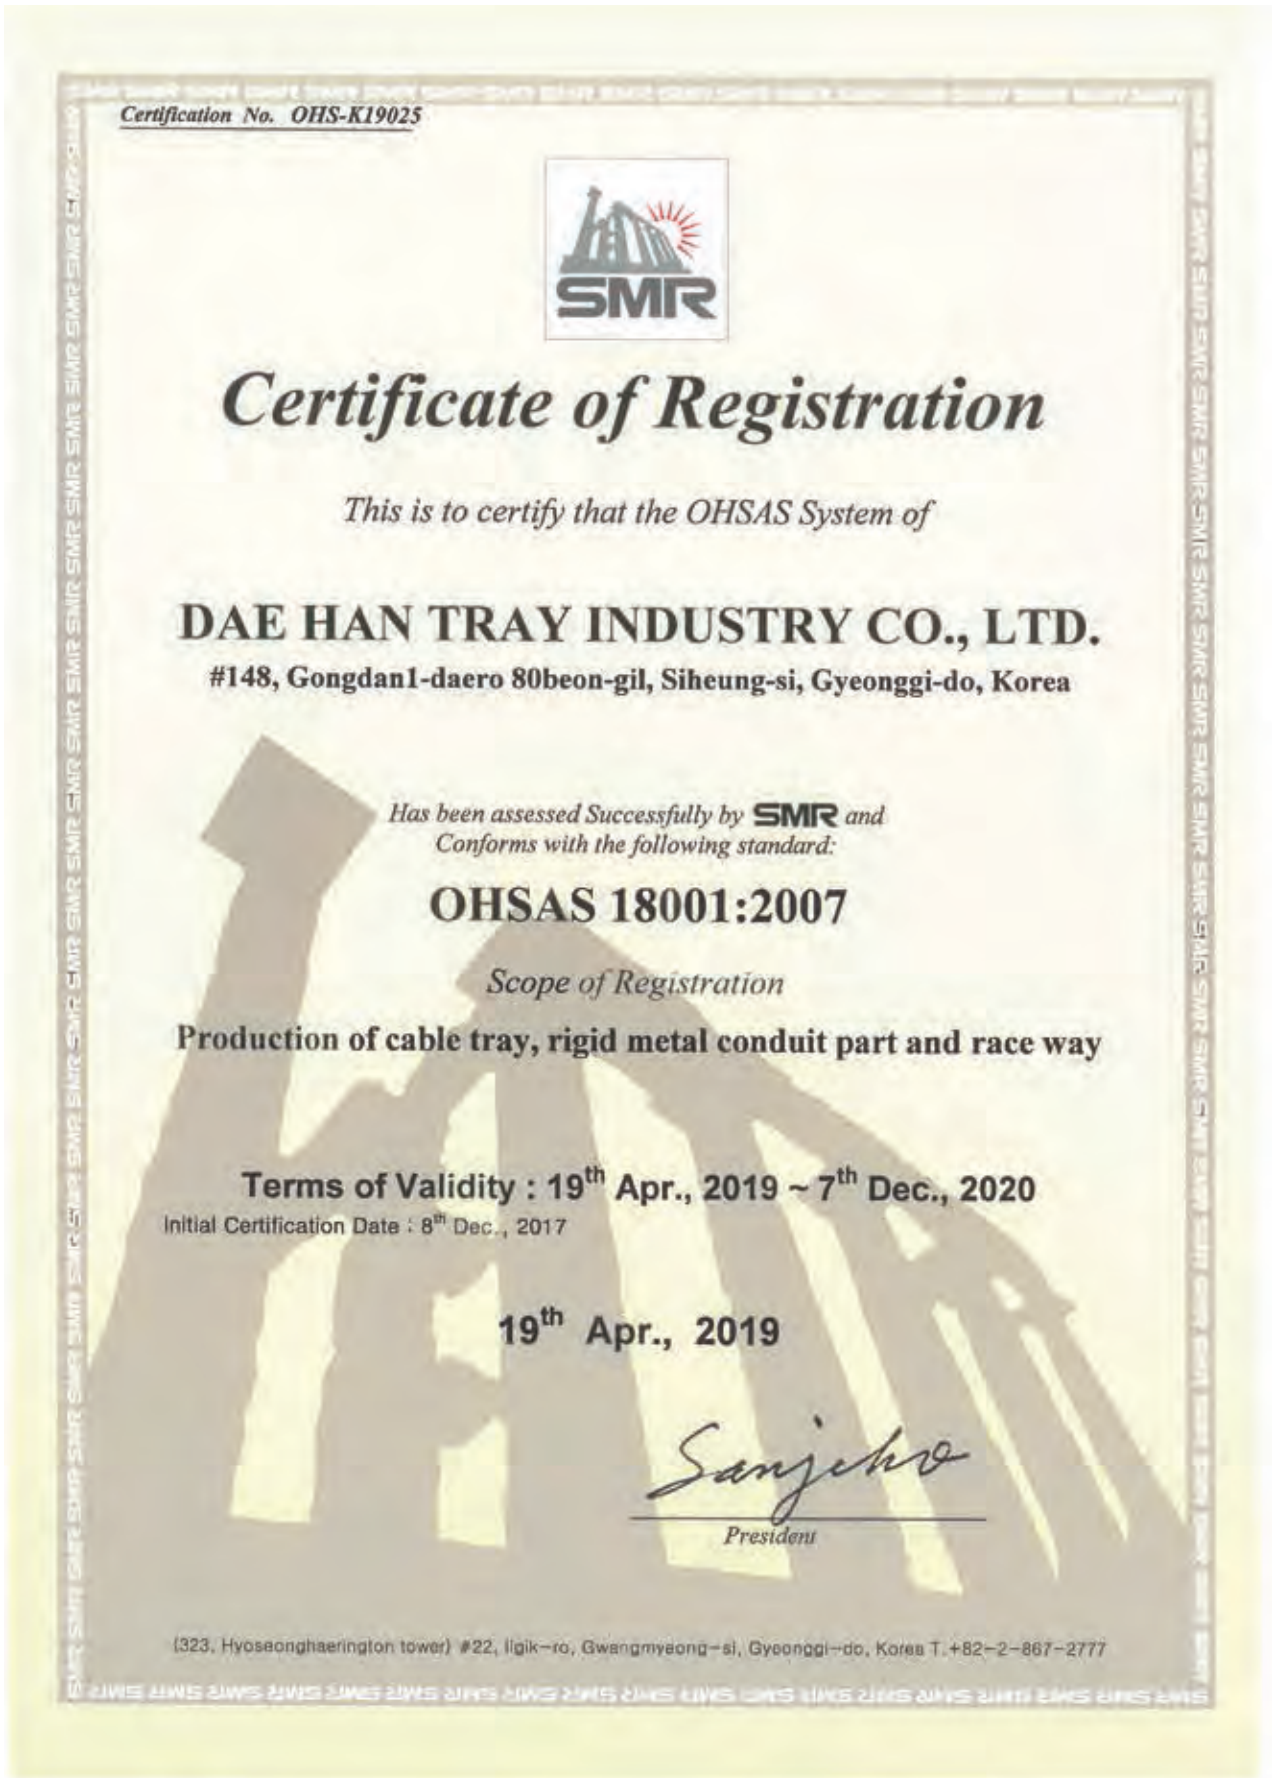 Certification No. OHS-K19025
SMR
Certificate of Registration
This is to certify that the OHSAS System of
DAE HAN TRAY INDUSTRY CO., LTD.
#148, Gongdan1-daero 80beon-gil, Siheung-si, Gyeonggi-do, Korea
Has been assessed Successfully by SMR and
Conforms with the following standard:
OHSAS 18001:2007
Scope of Registration
Production of cable tray, rigid metal conduit part and race way
Terms of Validity : 19th Apr., 2019 ~ 7th Dec., 2020
Initial Certification Date : 8th Dec., 2017
19th Apr., 2019
Sanjcho
President
(323, Hyoseonghaerington tower) #22, Iljik-ro, Gwangmyeong-si, Gyeonggi-do, Korea T.+82-2-867-2777